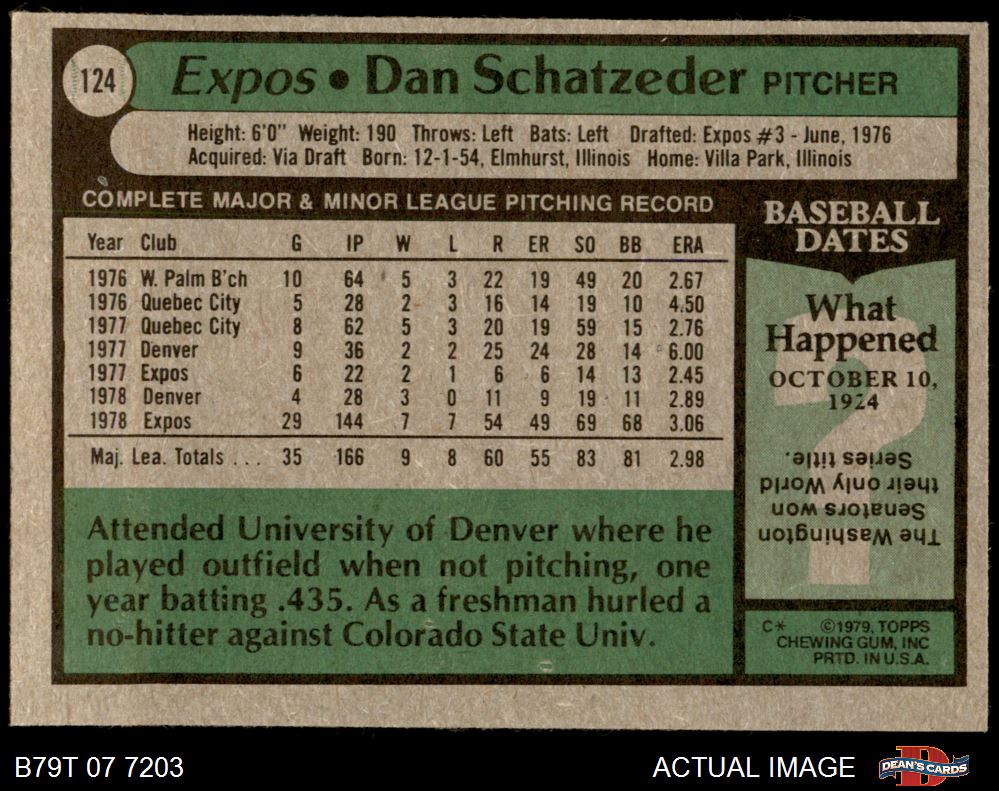 124
Expos • Dan Schatzeder PITCHER
Height: 6'0" Weight: 190 Throws: Left Bats: Left Drafted: Expos #3 - June, 1976
Acquired: Via Draft Born: 12-1-54, Elmhurst, Illinois Home: Villa Park, Illinois
COMPLETE MAJOR & MINOR LEAGUE PITCHING RECORD
Year Club G IP W L R ER SO BB ERA
1976 W. Palm B'ch 10 64 5 3 22 19 49 20 2.67
1976 Quebec City 5 28 2 3 16 14 19 10 4.50
1977 Quebec City 8 62 5 3 20 19 59 15 2.76
1977 Denver 9 36 2 2 25 24 28 14 6.00
1977 Expos 6 22 2 1 6 6 14 13 2.45
1978 Denver 4 28 3 0 11 9 19 11 2.89
1978 Expos 29 144 7 7 54 49 69 68 3.06
Maj. Lea. Totals ... 35 166 9 8 60 55 83 81 2.98
Attended University of Denver where he
played outfield when not pitching, one
year batting .435. As a freshman hurled a
no-hitter against Colorado State Univ.
BASEBALL
DATES
What
Happened
OCTOBER 10,
1924
?
The Washington
Senators won
their only World
Series title.
C* ©1979, TOPPS
CHEWING GUM, INC
PRTD. IN U.S.A.
B79T 07 7203
ACTUAL IMAGE
D
DEAN'S CARDS